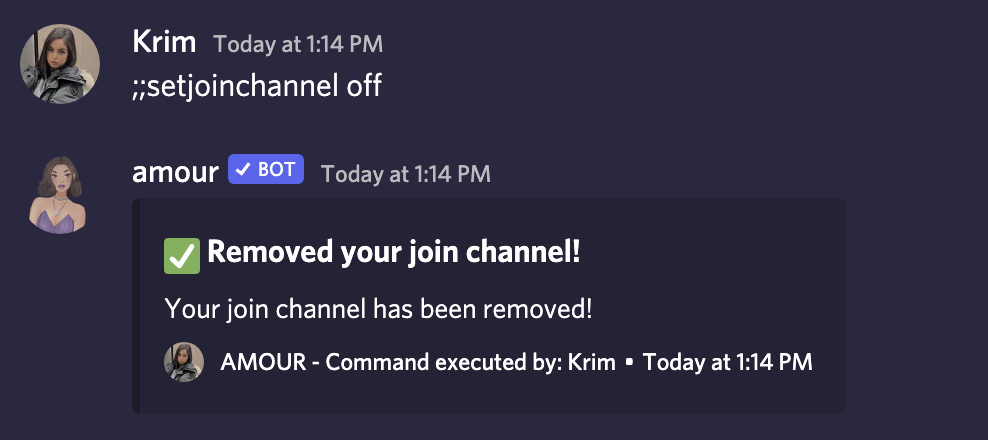 Krim Today at 1:14 PM
;;setjoinchannel off
amour ✓ BOT Today at 1:14 PM
✅ Removed your join channel!
Your join channel has been removed!
AMOUR - Command executed by: Krim • Today at 1:14 PM